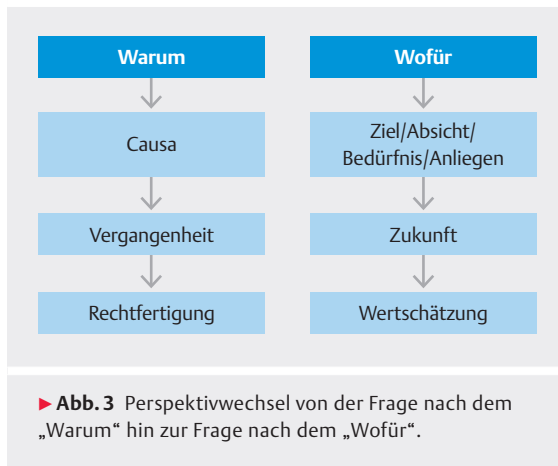 Warum
Causa
Vergangenheit
Rechtfertigung
Wofür
Ziel/Absicht/
Bedürfnis/Anliegen
Zukunft
Wertschätzung
▶ Abb. 3 Perspektivwechsel von der Frage nach dem
„Warum“ hin zur Frage nach dem „Wofür“.